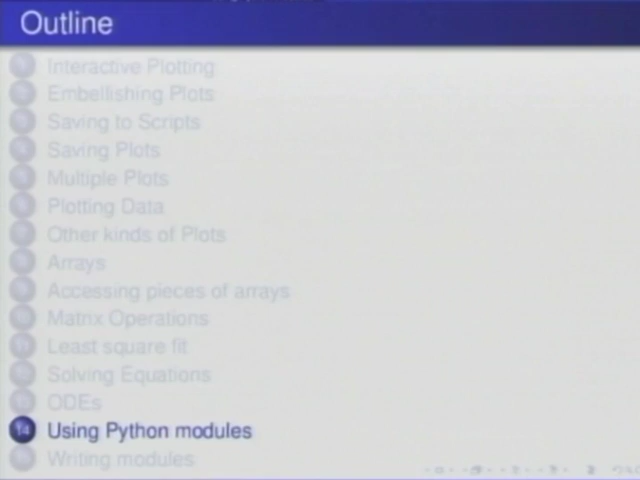 Outline
Interactive Plotting
Embellishing Plots
Saving to Scripts
Saving Plots
Multiple Plots
Plotting Data
Other kinds of Plots
Arrays
Accessing pieces of arrays
Matrix Operations
Least square fit
Solving Equations
ODEs
14 Using Python modules
Writing modules